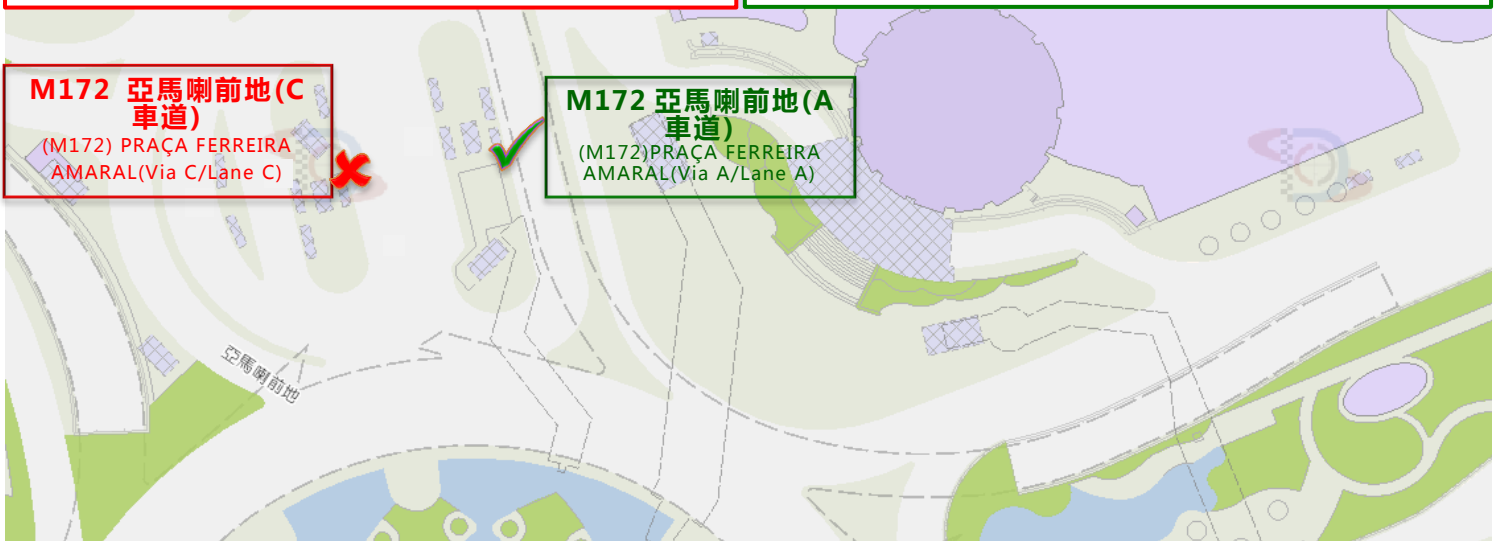 M172 亞馬喇前地(C
車道)
(M172) PRAÇA FERREIRA
AMARAL(Via C/Lane C)
M172 亞馬喇前地(A
車道)
(M172)PRAÇA FERREIRA
AMARAL(Via A/Lane A)
亞馬喇前地